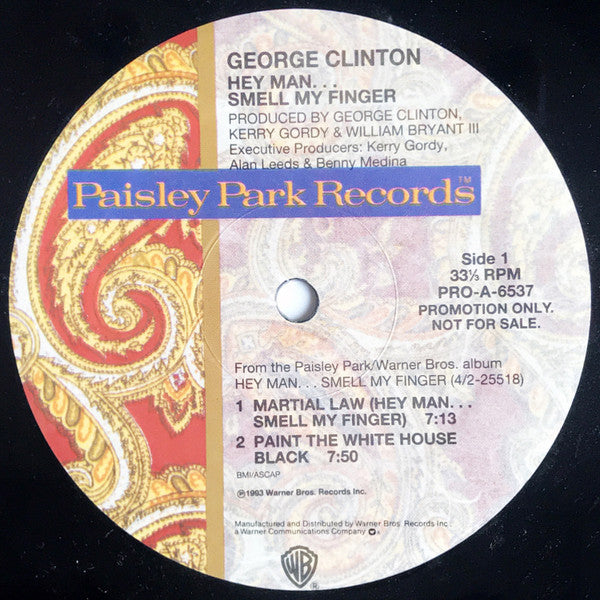 GEORGE CLINTON
HEY MAN. . .
SMELL MY FINGER
PRODUCED BY GEORGE CLINTON,
KERRY GORDY & WILLIAM BRYANT III
Executive Producers: Kerry Gordy,
Alan Leeds & Benny Medina
Paisley Park Records™
Side 1
33⅓ RPM
PRO-A-6537
PROMOTION ONLY.
NOT FOR SALE.
From the Paisley Park/Warner Bros. album
HEY MAN. . . SMELL MY FINGER (4/2-25518)
1 MARTIAL LAW (HEY MAN. . .
SMELL MY FINGER) 7:13
2 PAINT THE WHITE HOUSE
BLACK 7:50
BMI/ASCAP
℗1993 Warner Bros. Records Inc.
Manufactured and Distributed by Warner Bros. Records Inc.,
a Warner Communications Company
WB
®